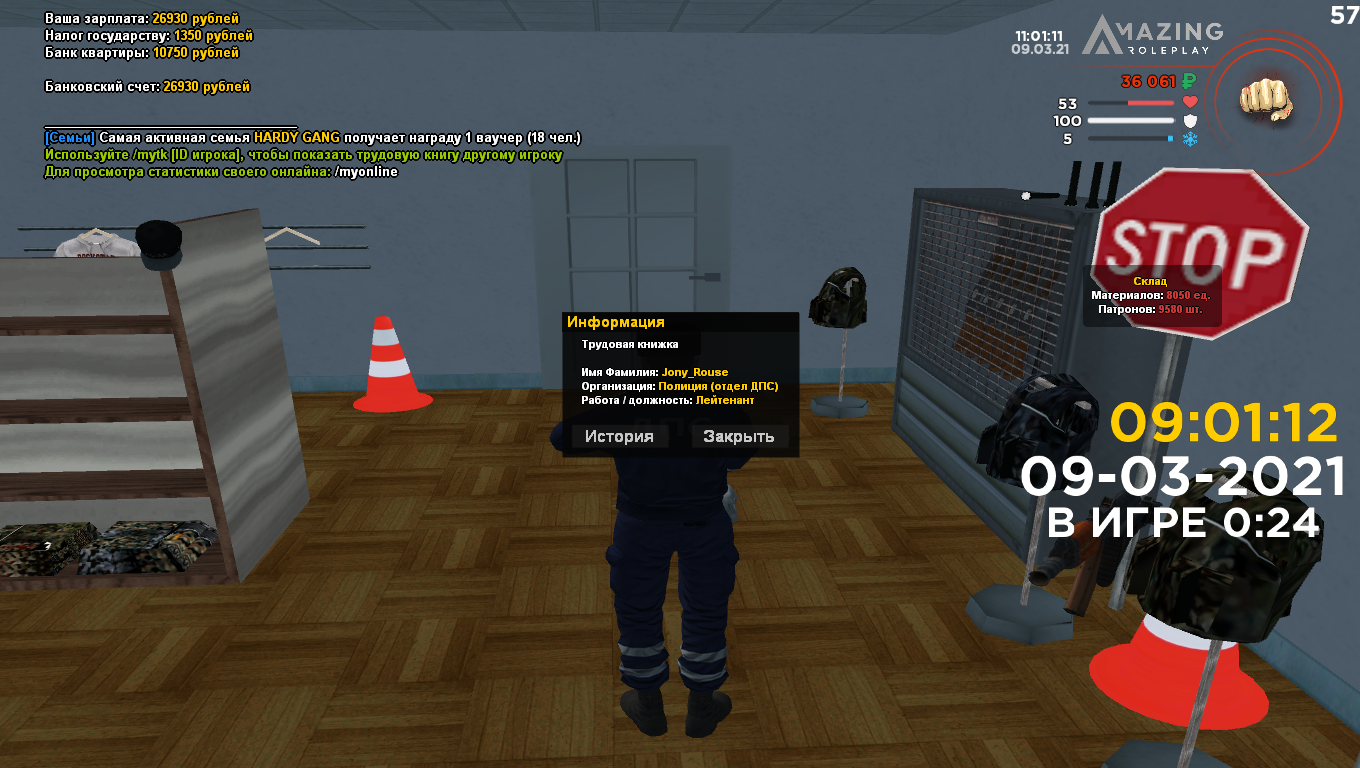 57
Ваша зарплата: 26930 рублей
Налог государству: 1350 рублей
Банк квартиры: 10750 рублей
Банковский счет: 26930 рублей
[Семьи] Самая активная семья HARDY GANG получает награду 1 ваучер (18 чел.)
Используйте /mytk [ID игрока], чтобы показать трудовую книгу другому игроку
Для просмотра статистики своего онлайна: /myonline
11:01:11
09.03.21
AMAZING
ROLEPLAY
36 061 ₽
53
100
5
STOP
Склад
Материалов: 8050 ед.
Патронов: 9580 шт.
Информация
Трудовая книжка
Имя Фамилия: Jony_Rouse
Организация: Полиция (отдел ДПС)
Работа / должность: Лейтенант
История
Закрыть
09:01:12
09-03-2021
В ИГРЕ 0:24